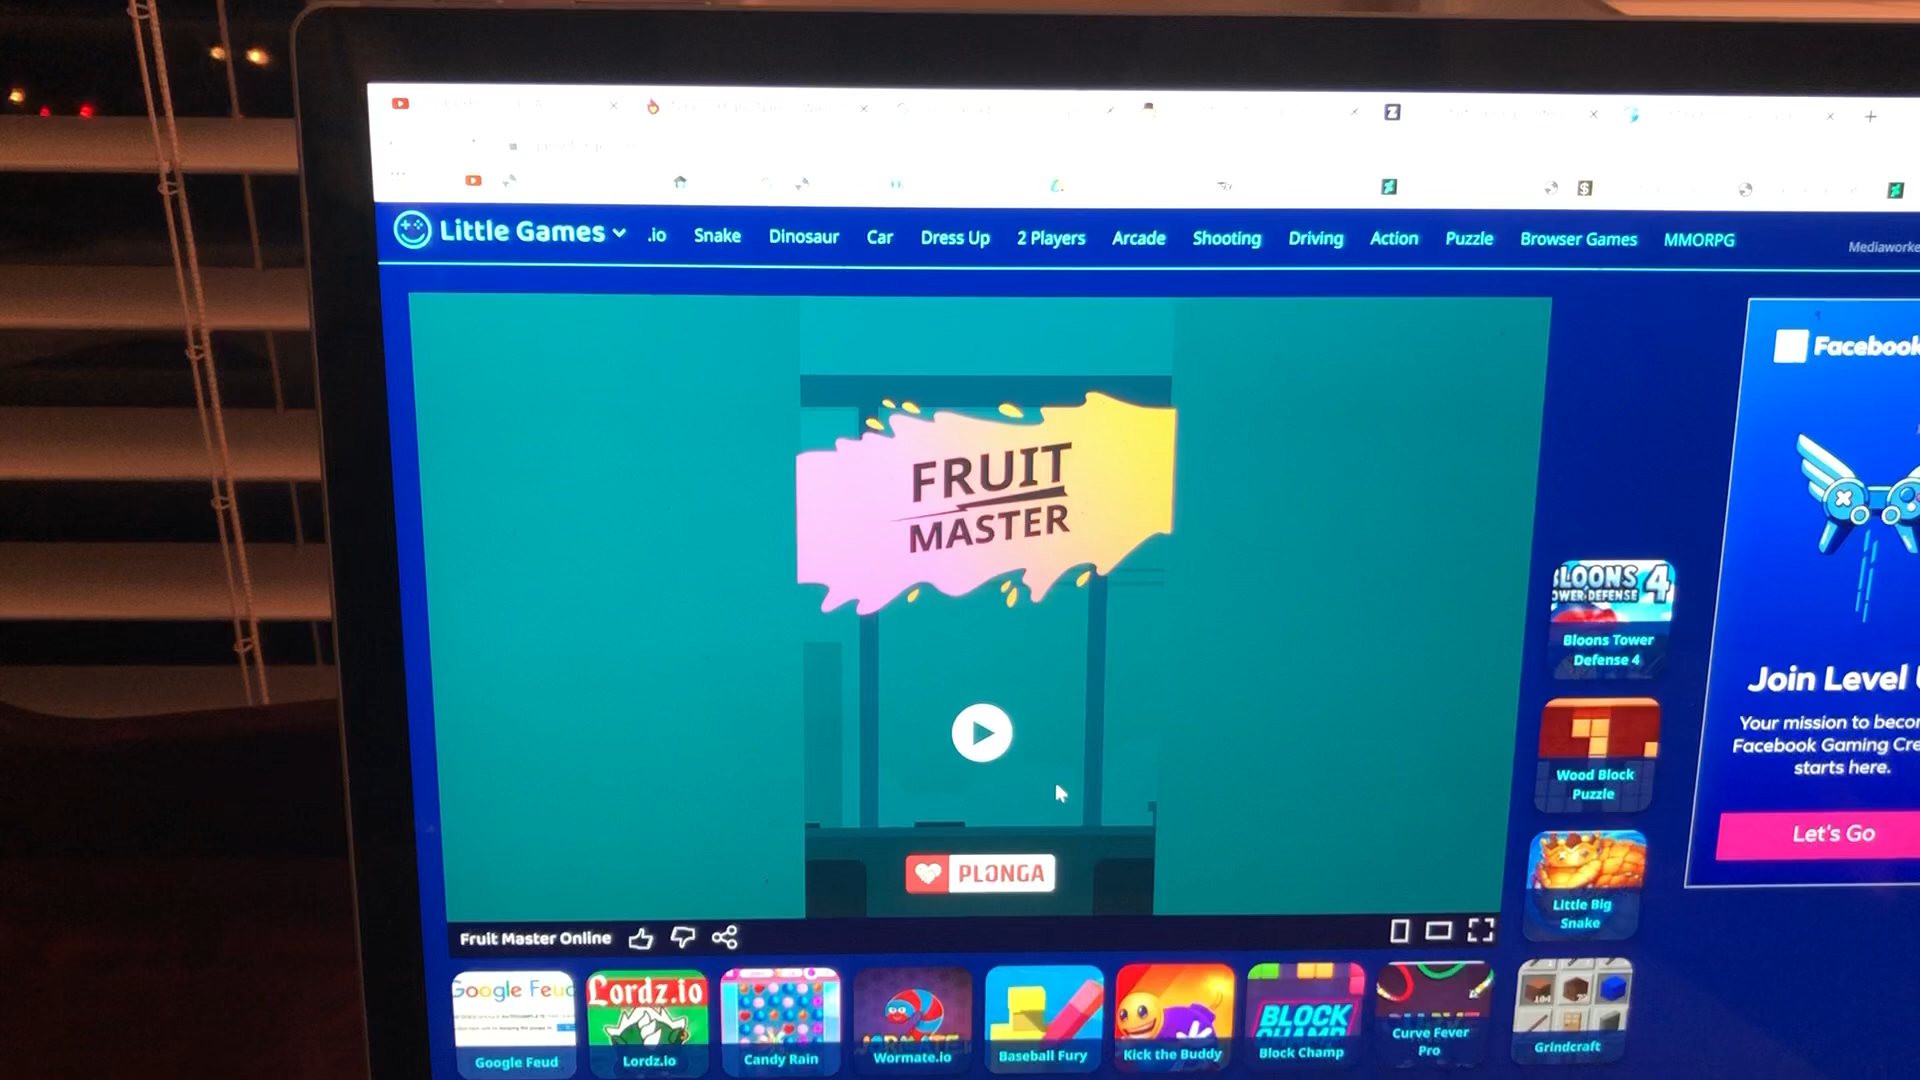 Little Games
.io
Snake
Dinosaur
Car
Dress Up
2 Players
Arcade
Shooting
Driving
Action
Puzzle
Browser Games
MMORPG
FRUIT
MASTER
PLONGA
Fruit Master Online
BLOONS
4
Bloons Tower
Defense 4
Wood Block
Puzzle
Little Big
Snake
Facebook
Join Level
Your mission to
Facebook Gaming
starts here.
Let's Go
Google
Google Feud
Lordz.io
Lordz.io
Candy Rain
Wormate.io
Baseball Fury
Kick the Buddy
BLOCK
Block Champ
Curve Fever
Pro
104
Grindcraft